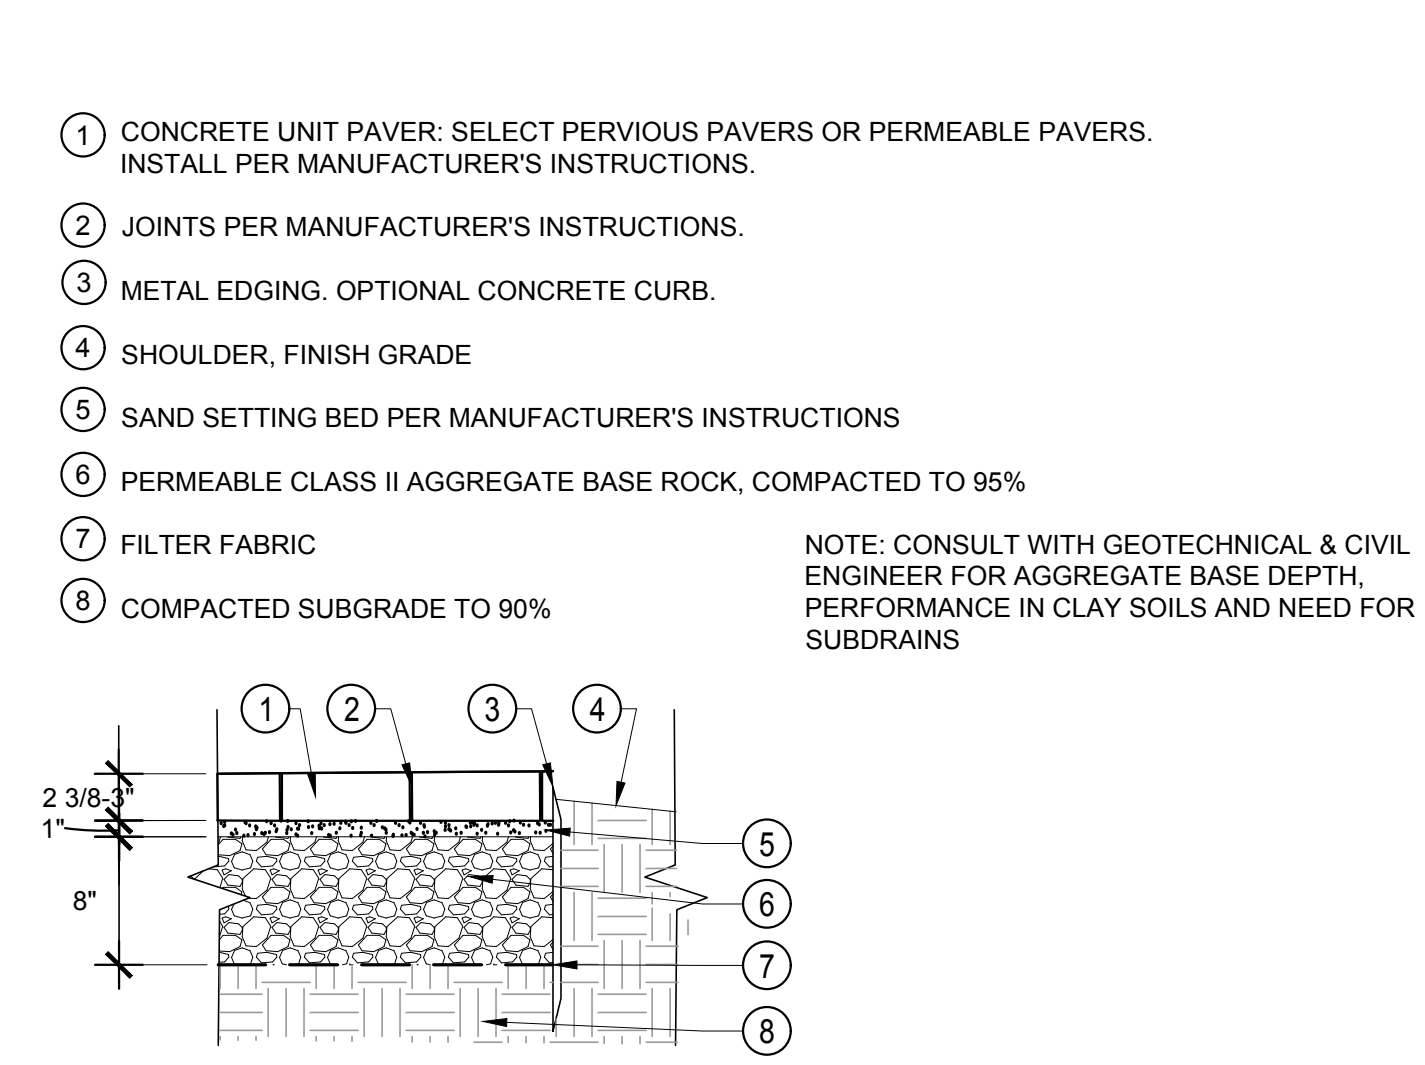 1 CONCRETE UNIT PAVER: SELECT PERVIOUS PAVERS OR PERMEABLE PAVERS.
INSTALL PER MANUFACTURER'S INSTRUCTIONS.
2 JOINTS PER MANUFACTURER'S INSTRUCTIONS.
3 METAL EDGING. OPTIONAL CONCRETE CURB.
4 SHOULDER, FINISH GRADE
5 SAND SETTING BED PER MANUFACTURER'S INSTRUCTIONS
6 PERMEABLE CLASS II AGGREGATE BASE ROCK, COMPACTED TO 95%
7 FILTER FABRIC
8 COMPACTED SUBGRADE TO 90%
NOTE: CONSULT WITH GEOTECHNICAL & CIVIL
ENGINEER FOR AGGREGATE BASE DEPTH,
PERFORMANCE IN CLAY SOILS AND NEED FOR
SUBDRAINS
1 2 3 4
2 3/8-3"
1"
8"
5
6
7
8